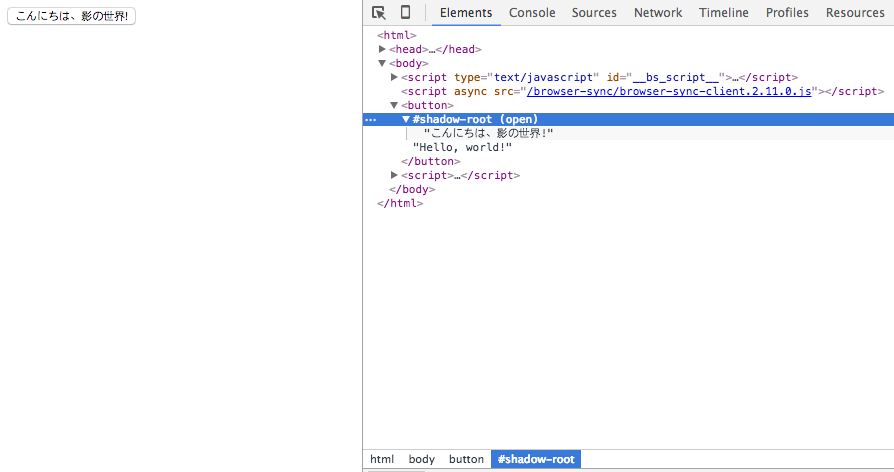 こんにちは、影の世界!
Elements Console Sources Network Timeline Profiles Resources
<html>
<head>…</head>
<body>
<script type="text/javascript" id="__bs_script__">…</script>
<script async src="/browser-sync/browser-sync-client.2.11.0.js"></script>
<button>
#shadow-root (open)
"こんにちは、影の世界!"
"Hello, world!"
</button>
<script>…</script>
</body>
</html>
html body button #shadow-root